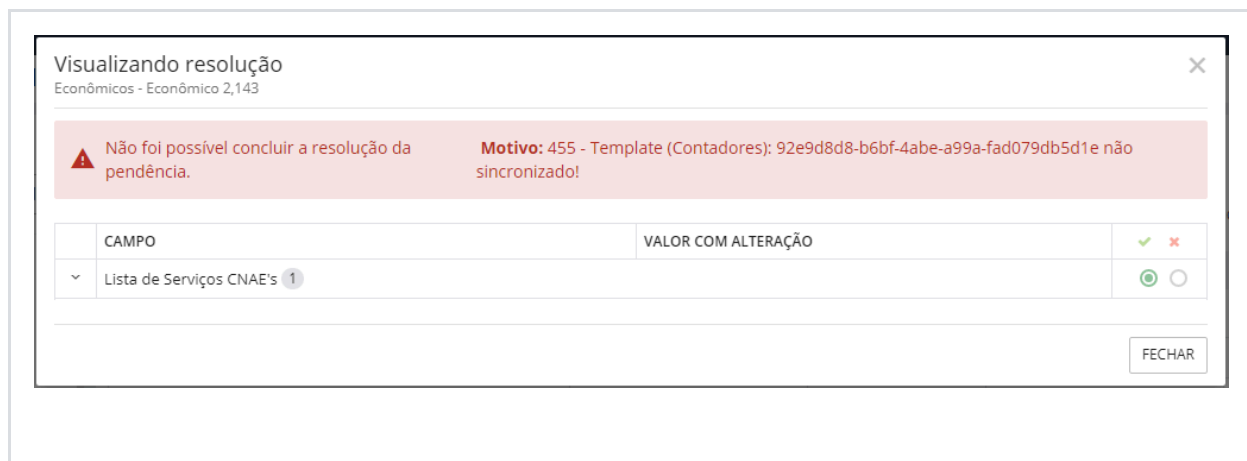 Visualizando resolução
Econômicos - Econômico 2,143
Não foi possível concluir a resolução da
pendência.
Motivo: 455 - Template (Contadores): 92e9d8d8-b6bf-4abe-a99a-fad079db5d1e não
sincronizado!
CAMPO
VALOR COM ALTERAÇÃO
Lista de Serviços CNAE's 1
FECHAR